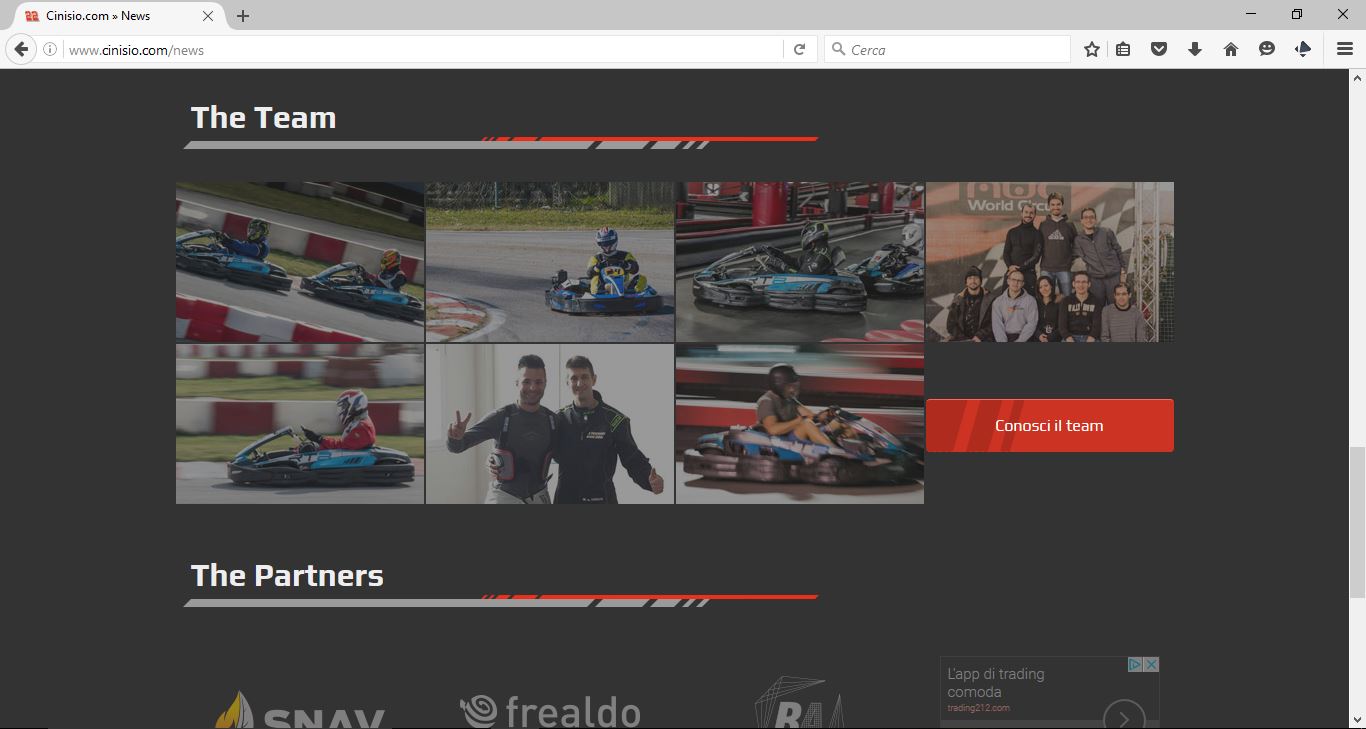 Cinisio.com » News
www.cinisio.com/news
Cerca
The Team
World Circu
Conosci il team
The Partners
SNAV
frealdo
R4
L'app di trading
comoda
trading212.com